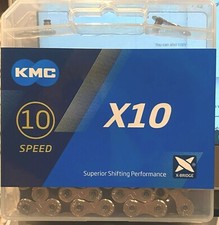 KMC
10
SPEED
X10
Superior Shifting Performance
X-BRIDGE